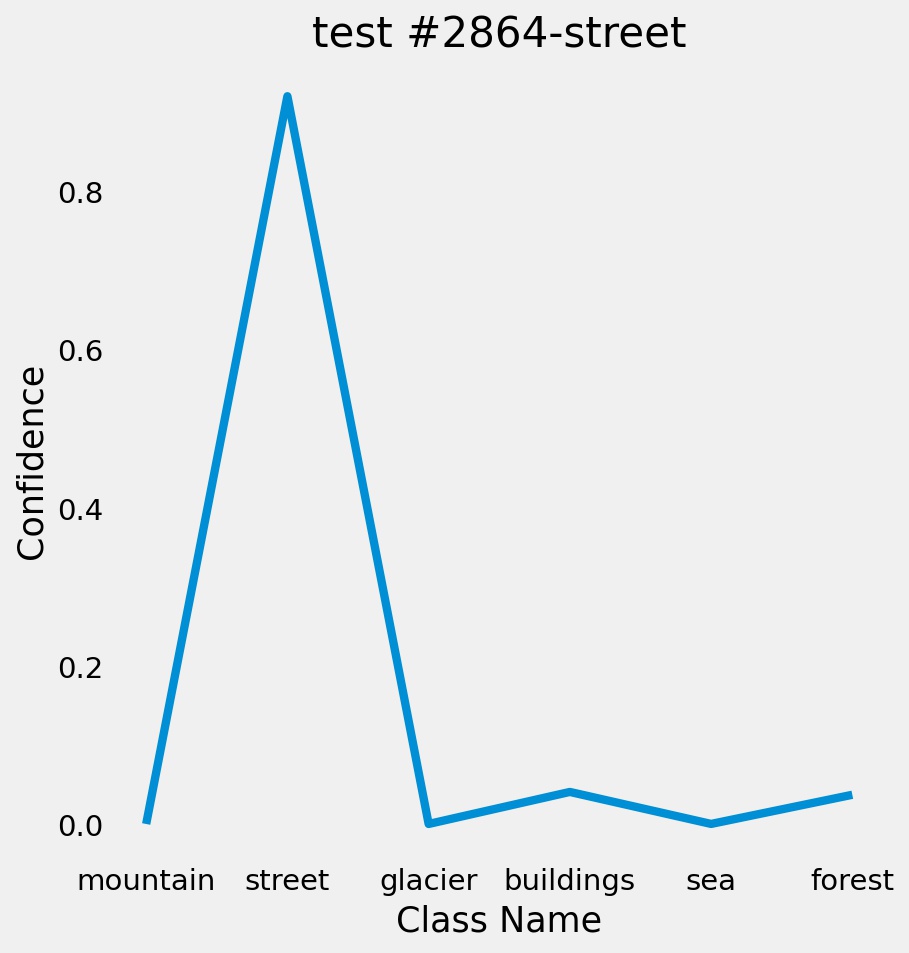 test #2864-street
Confidence
0.8
0.6
0.4
0.2
0.0
mountain street glacier buildings sea forest
Class Name